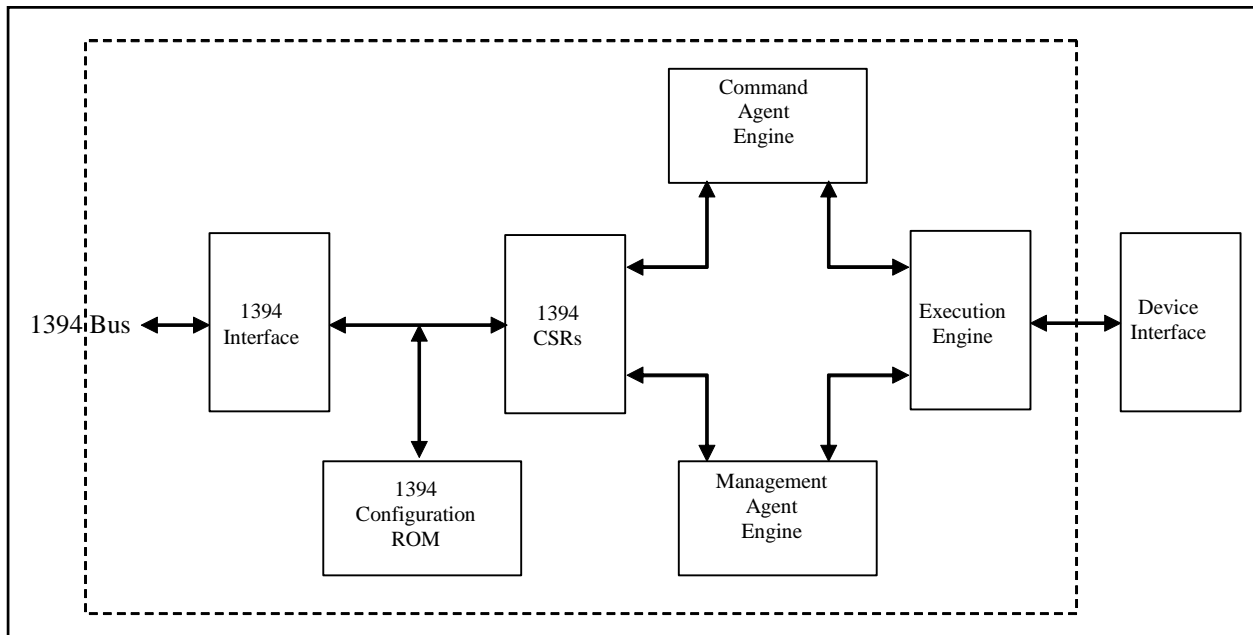 Command
Agent
Engine
1394 Bus
1394
Interface
1394
CSRs
Execution
Engine
Device
Interface
1394
Configuration
ROM
Management
Agent
Engine